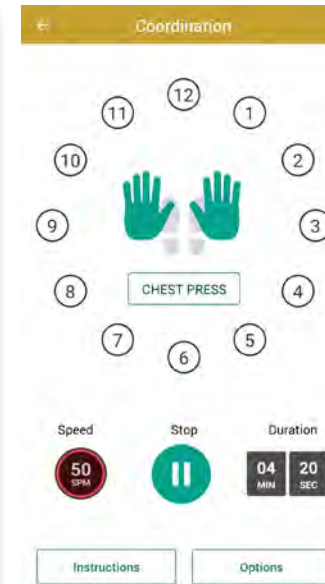 Coordination
12
11 1
10 2
9 3
CHEST PRESS
8 4
7 5
6
Speed Stop Duration
50 04 20
SPM MIN SEC
Instructions Options